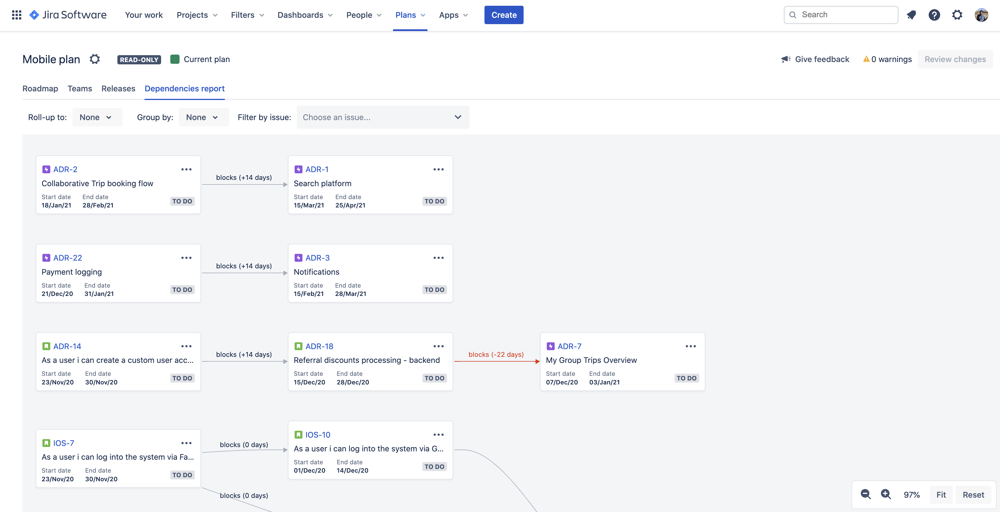 Jira Software Your work Projects Filters Dashboards People Plans Apps Create Search
Mobile plan READ-ONLY Current plan Give feedback 0 warnings Review changes
Roadmap Teams Releases Dependencies report
Roll-up to: None Group by: None Filter by issue: Choose an issue...
ADR-2
Collaborative Trip booking flow
Start date End date
18/Jan/21 28/Feb/21
TO DO
blocks (+14 days)
ADR-1
Search platform
Start date End date
15/Mar/21 25/Apr/21
TO DO
ADR-22
Payment logging
Start date End date
21/Dec/20 31/Jan/21
TO DO
blocks (+14 days)
ADR-3
Notifications
Start date End date
15/Feb/21 28/Mar/21
TO DO
ADR-14
As a user i can create a custom user acc...
Start date End date
23/Nov/20 30/Nov/20
TO DO
blocks (+14 days)
ADR-18
Referral discounts processing - backend
Start date End date
15/Dec/20 28/Dec/20
TO DO
blocks (-22 days)
ADR-7
My Group Trips Overview
Start date End date
07/Dec/20 03/Jan/21
TO DO
IOS-7
As a user i can log into the system via Fa...
Start date End date
23/Nov/20 30/Nov/20
TO DO
blocks (0 days)
IOS-10
As a user i can log into the system via G...
Start date End date
01/Dec/20 14/Dec/20
TO DO
blocks (0 days)
97% Fit Reset